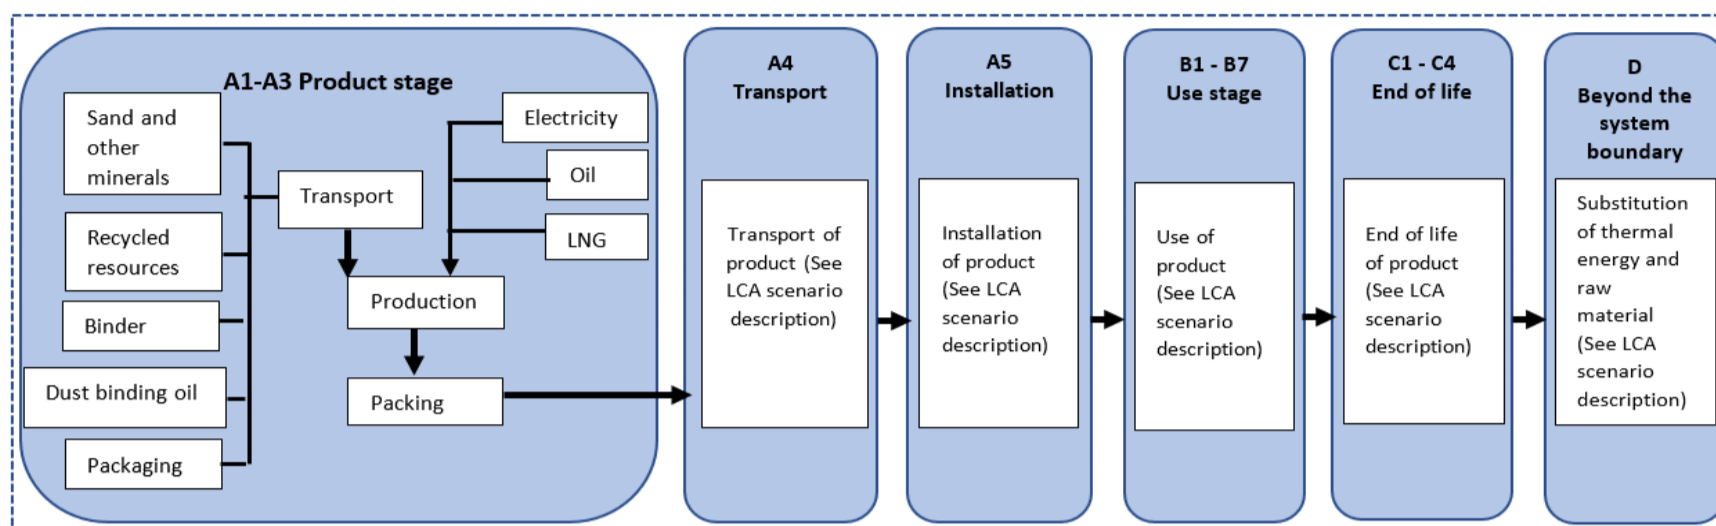 A1-A3 Product stage
Sand and
other
minerals
Recycled
resources
Binder
Dust binding oil
Packaging
Transport
Electricity
Oil
LNG
Production
Packing
A4
Transport
Transport of
product (See
LCA scenario
description)
A5
Installation
Installation
of product
(See LCA
scenario
description)
B1 - B7
Use stage
Use of
product
(See LCA
scenario
description)
C1 - C4
End of life
End of life
of product
(See LCA
scenario
description)
D
Beyond the
system
boundary
Substitution
of thermal
energy and
raw
material
(See LCA
scenario
description)